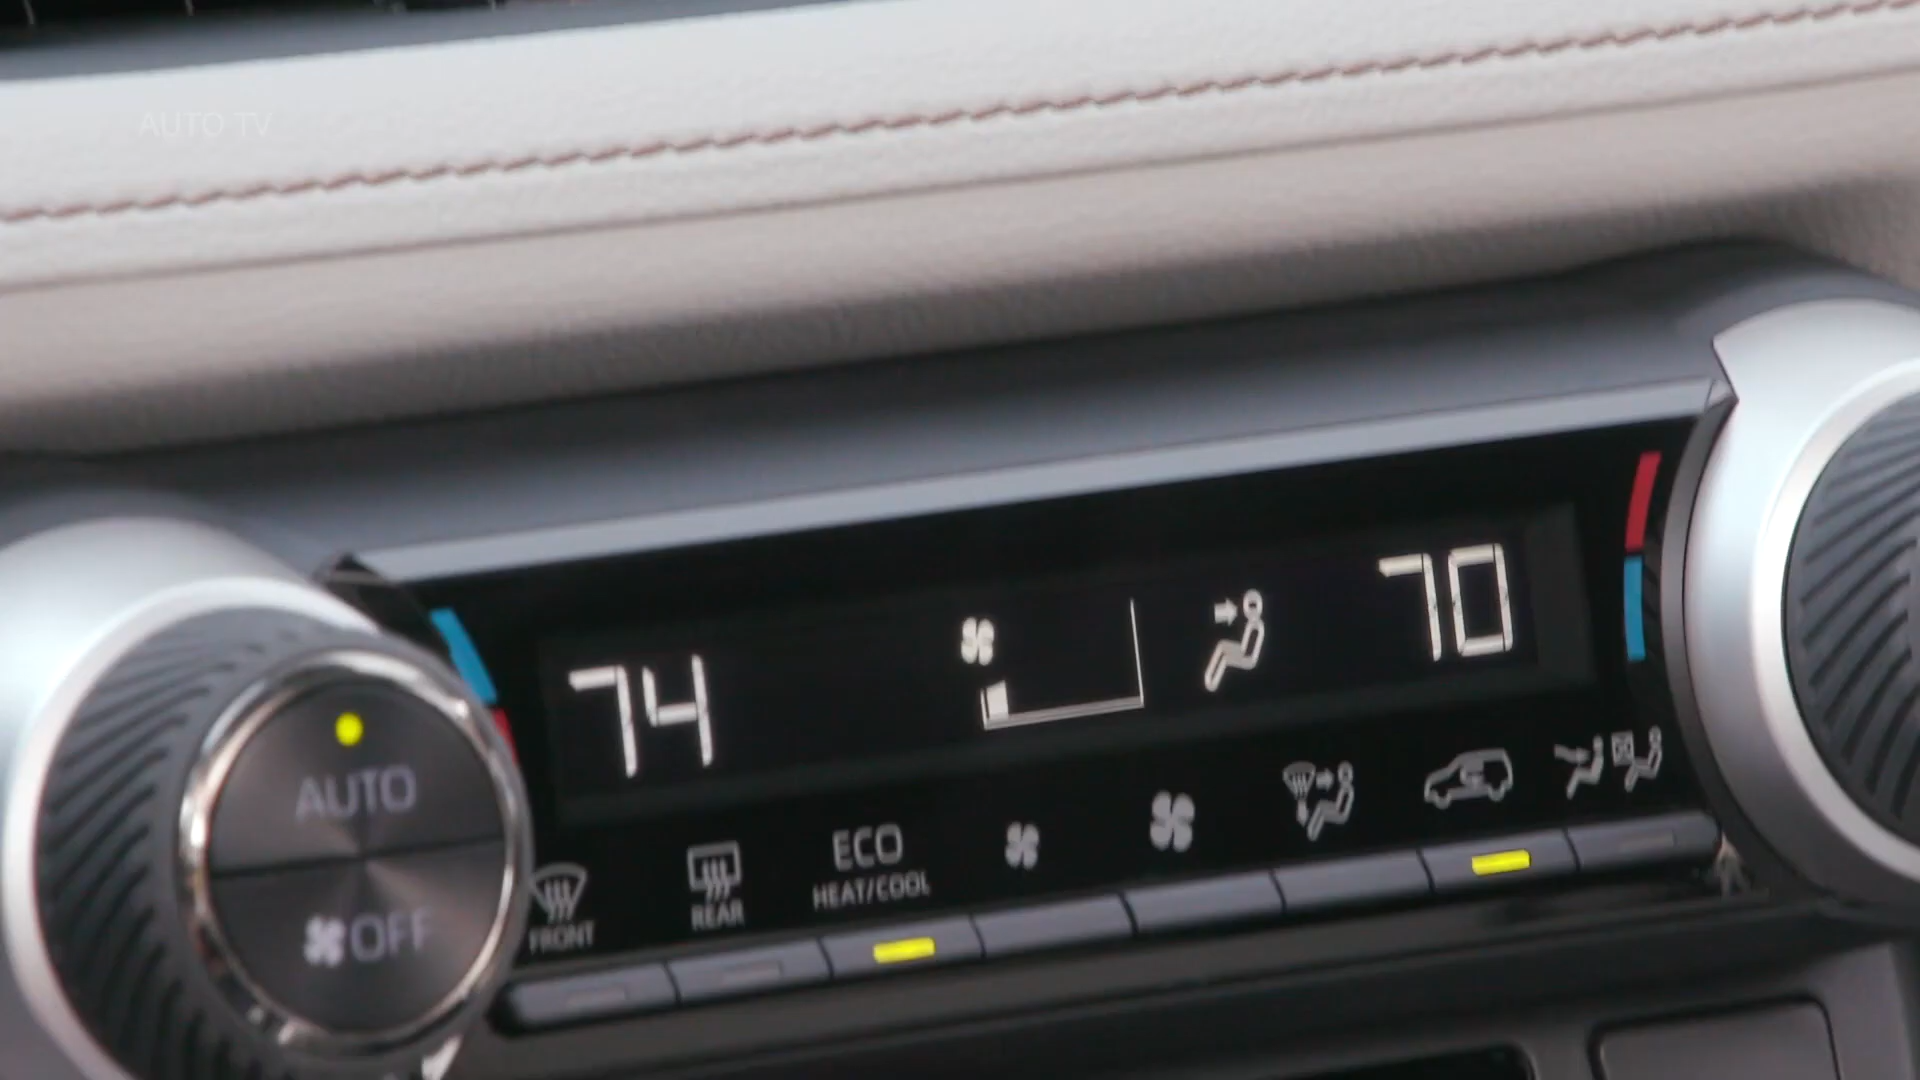 AUTO TV
74
70
AUTO
OFF
FRONT
REAR
ECO
HEAT/COOL